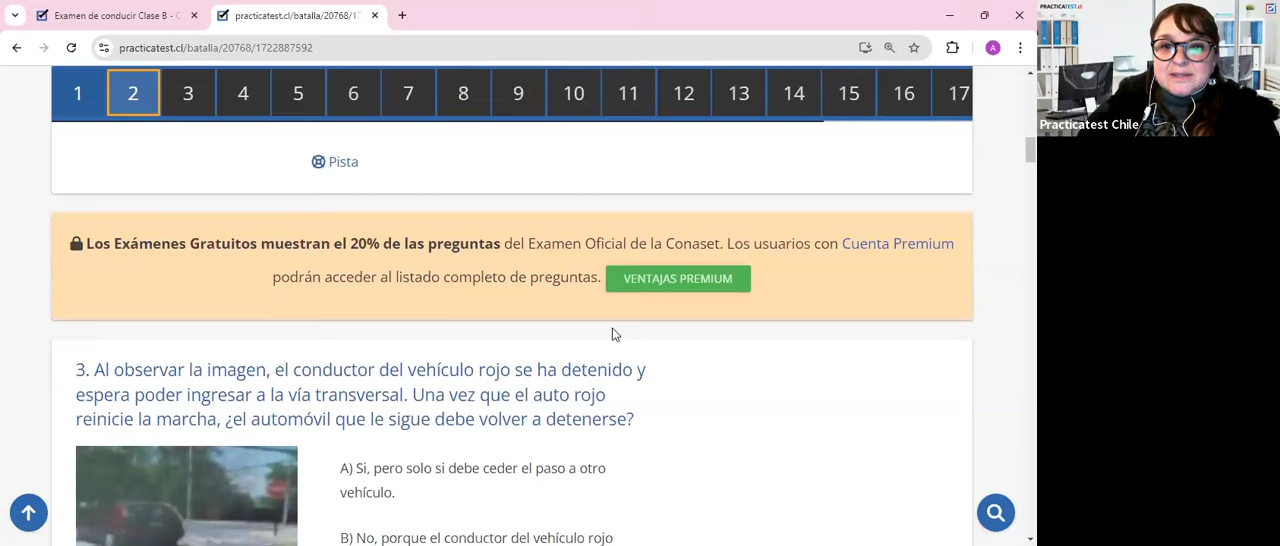 Examen de conducir Clase B - C
practicatest.cl/batalla/20768/17
practicatest.cl/batalla/20768/1722887592
A
PRACTICATEST.cl
Practicatest Chile
1 2 3 4 5 6 7 8 9 10 11 12 13 14 15 16 17
Pista
Los Exámenes Gratuitos muestran el 20% de las preguntas del Examen Oficial de la Conaset. Los usuarios con Cuenta Premium
podrán acceder al listado completo de preguntas. VENTAJAS PREMIUM
3. Al observar la imagen, el conductor del vehículo rojo se ha detenido y
espera poder ingresar a la vía transversal. Una vez que el auto rojo
reinicie la marcha, ¿el automóvil que le sigue debe volver a detenerse?
A) Si, pero solo si debe ceder el paso a otro
vehículo.
B) No, porque el conductor del vehículo rojo